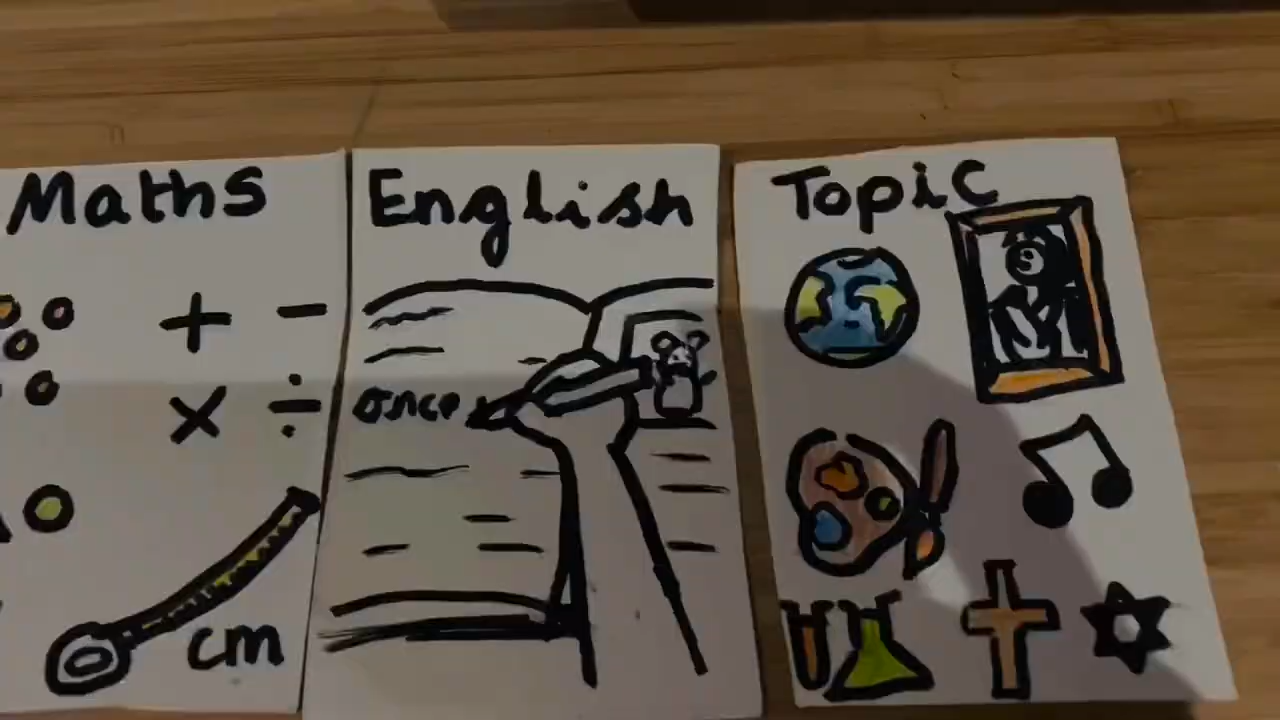 Maths
+ -
× ÷
cm
English
once
Topic